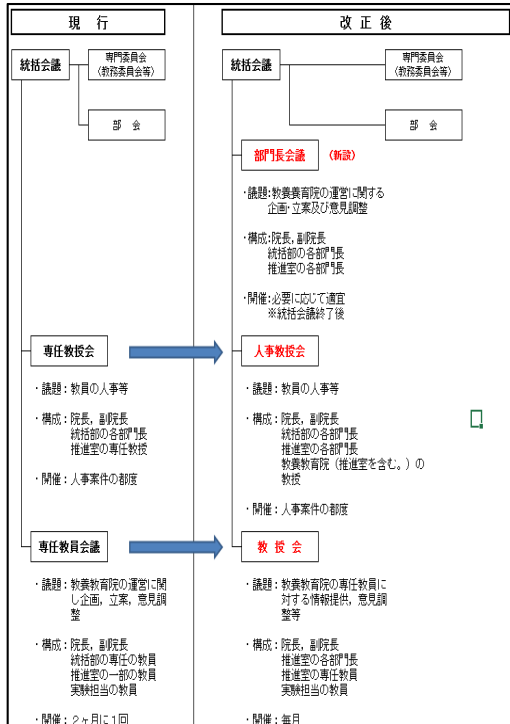 現 行
統括会議
専門委員会
(教務委員会等)
部 会
専任教授会
・議題：教員の人事等
・構成：院長，副院長
統括部の各部門長
推進室の専任教授
・開催：人事案件の都度
専任教員会議
・議題：教養教育院の運営に関
し企画，立案，意見調
整
・構成：院長，副院長
統括部の専任の教員
推進室の一部の教員
実験担当の教員
・開催：２ヶ月に１回
改 正 後
統括会議
専門委員会
(教務委員会等)
部 会
部門長会議 (新設)
・議題：教養養育院の運営に関する
企画・立案及び意見調整
・構成：院長，副院長
統括部の各部門長
推進室の各部門長
・開催：必要に応じて適宜
※統括会議終了後
人事教授会
・議題：教員の人事等
・構成：院長，副院長
統括部の各部門長
推進室の各部門長
教養教育院（推進室を含む。）の
教授
・開催：人事案件の都度
教 授 会
・議題：教養教育院の専任教員に
対する情報提供，意見調
整等
・構成：院長，副院長
推進室の各部門長
推進室の専任教員
実験担当の教員
・開催：毎月